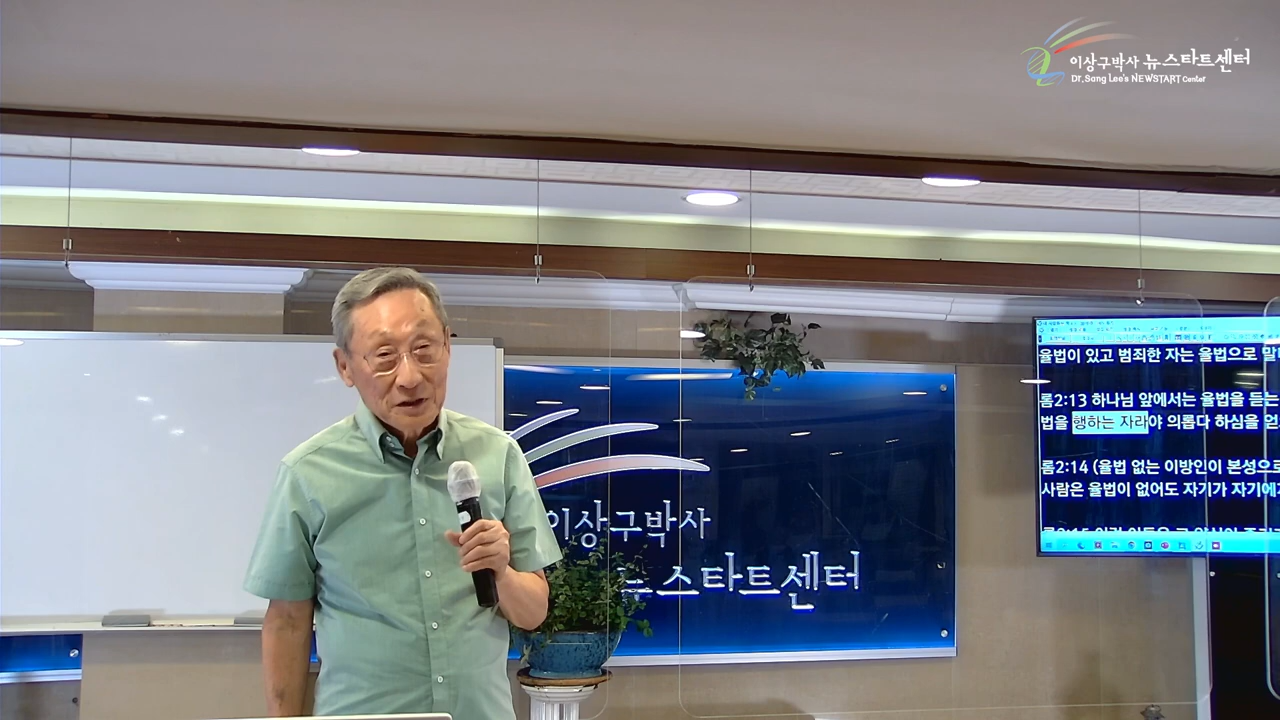 이상구박사 뉴스타트센터
Dr. Sang Lee's NEWSTART Center
이상구박사
뉴스타트센터
율법이 있고 범죄한 자는 율법으로
롬2:13 하나님 앞에서는 율법을 듣는
법을 행하는 자라야 의롭다 하심을
롬2:14 (율법 없는 이방인이 본성으로
사람은 율법이 없어도 자기가